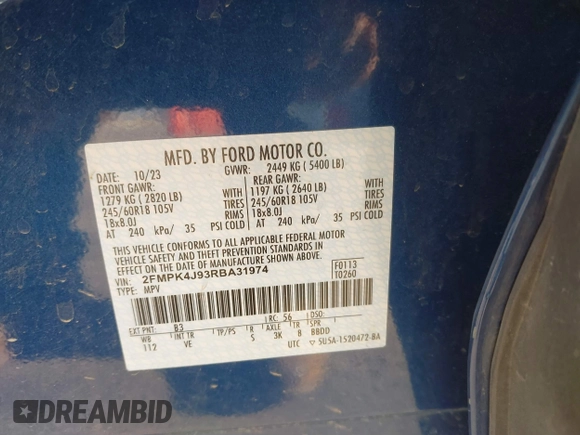 MFD. BY FORD MOTOR CO.
DATE: 10/23 GVWR: 2449 KG ( 5400 LB)
FRONT GAWR: REAR GAWR:
1279 KG ( 2820 LB) WITH 1197 KG ( 2640 LB) WITH
245/60R18 105V TIRES 245/60R18 105V TIRES
18x8.0J RIMS 18x8.0J RIMS
AT 240 kPa/ 35 PSI COLD AT 240 kPa/ 35 PSI COLD
THIS VEHICLE CONFORMS TO ALL APPLICABLE FEDERAL MOTOR
VEHICLE SAFETY AND THEFT PREVENTION STANDARDS IN
EFFECT ON THE DATE OF MANUFACTURE SHOWN ABOVE.
VIN: 2FMPK4J93RBA31974 F0113
TYPE: MPV T0260
EXT PNT: B3 RC: 56 DSO:
WB INT TR TP/PS R AXLE TR SPR
112 VE S 3K 8 BBDD
UTC ▽ SU5A-1520472-BA
DREAMBID